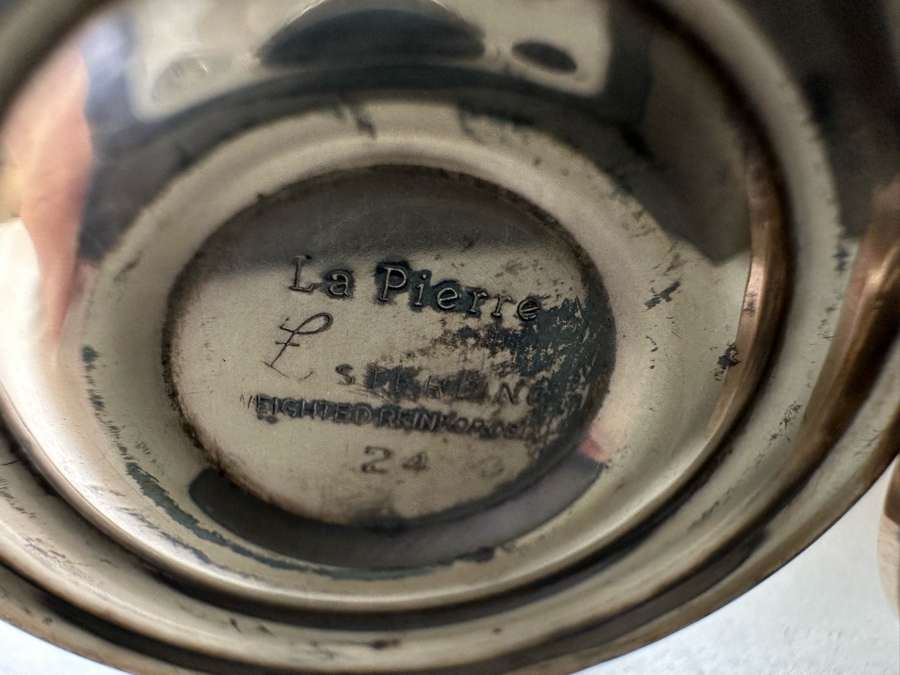 La Pierre
STERLING
WEIGHTED REINFORCED
24